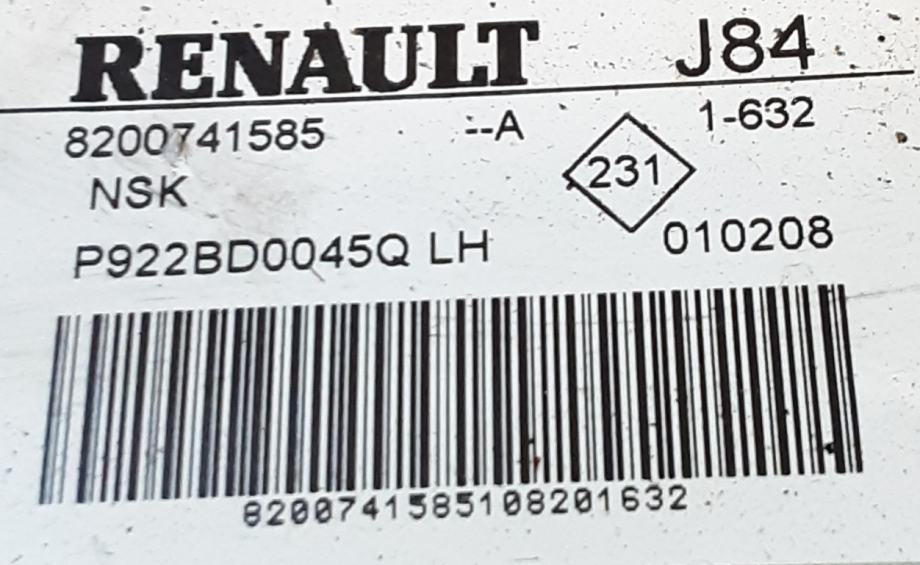 RENAULT J84
8200741585 --A 1-632
NSK 231
P922BD0045Q LH 010208
8200741585108201632